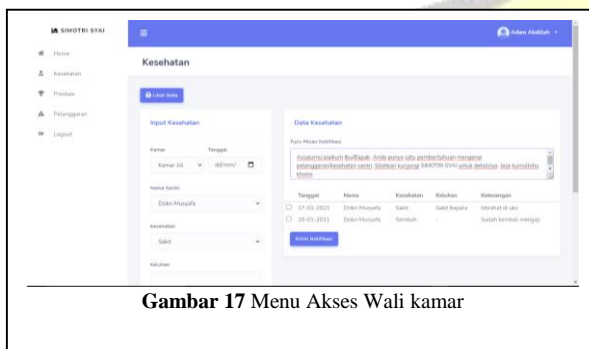 SIMOTRI SYAI
Adam Abdillah
Home
Kesehatan
Prestasi
Pelanggaran
Logout
Kesehatan
Lihat Data
Input Kesehatan
Kamar
Tanggal
Kamar
dd/mm/
Nama Santri
Dzikri Musyafa
Kesehatan
Sakit
Keluhan
Data Kesehatan
Tulis Pesan Notifikasi:
Assalamu'alaikum Ibu/Bapak. Anda punya satu pemberitahuan mengenai
pelanggaran/kesehatan santri. Silahkan kunjungi SIMOTRI SYAI untuk detailnya.
Tanggal Nama Kesehatan Keluhan Keterangan
17-01-2021 Dzikri Musyafa Sakit Sakit Kepala Istirahat di uks
18-01-2021 Dzikri Musyafa Sembuh - Sudah kembali mengaji
Kirim Notifikasi
Gambar 17 Menu Akses Wali kamar